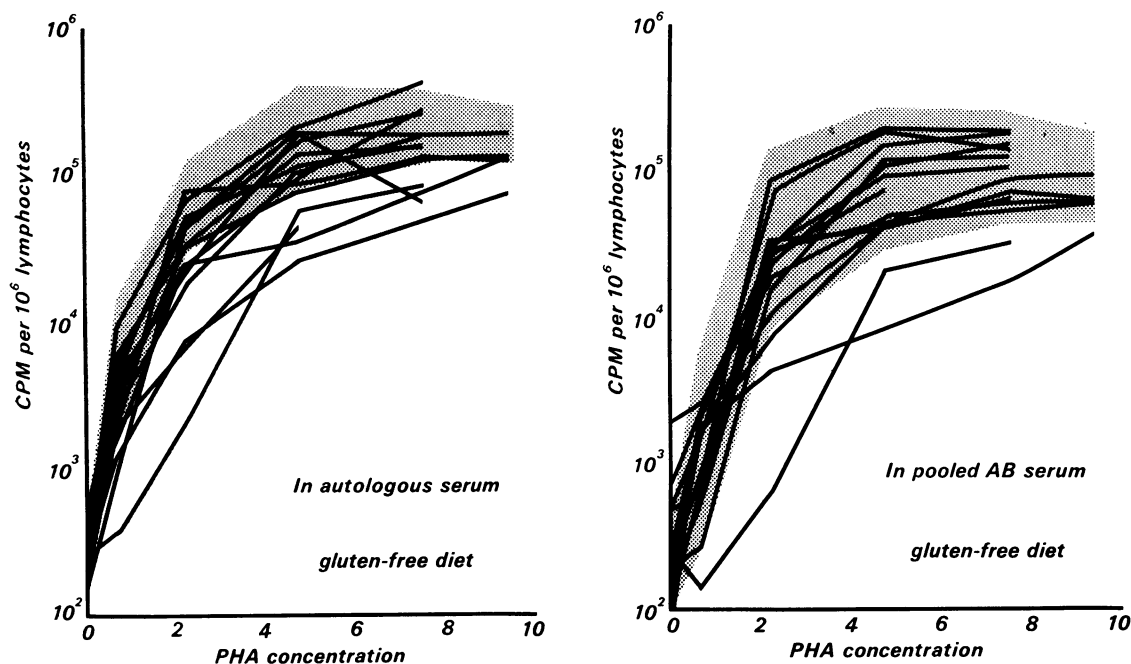 10⁶
10⁵
10⁴
10³
10²
CPM per 10⁶ lymphocytes
In autologous serum
gluten-free diet
0 2 4 6 8 10
PHA concentration
10⁶
10⁵
10⁴
10³
10²
CPM per 10⁶ lymphocytes
In pooled AB serum
gluten-free diet
0 2 4 6 8 10
PHA concentration